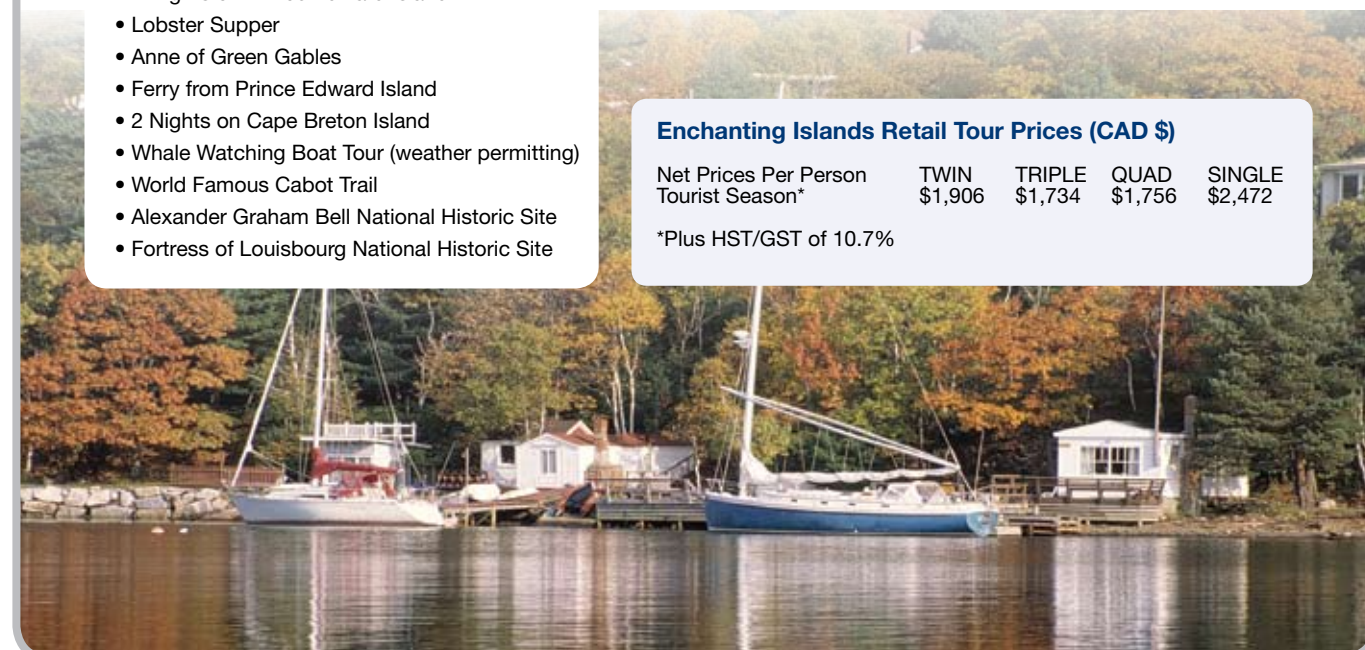 • Lobster Supper
• Anne of Green Gables
• Ferry from Prince Edward Island
• 2 Nights on Cape Breton Island
• Whale Watching Boat Tour (weather permitting)
• World Famous Cabot Trail
• Alexander Graham Bell National Historic Site
• Fortress of Louisbourg National Historic Site
Enchanting Islands Retail Tour Prices (CAD $)
Net Prices Per Person TWIN TRIPLE QUAD SINGLE
Tourist Season* $1,906 $1,734 $1,756 $2,472
*Plus HST/GST of 10.7%